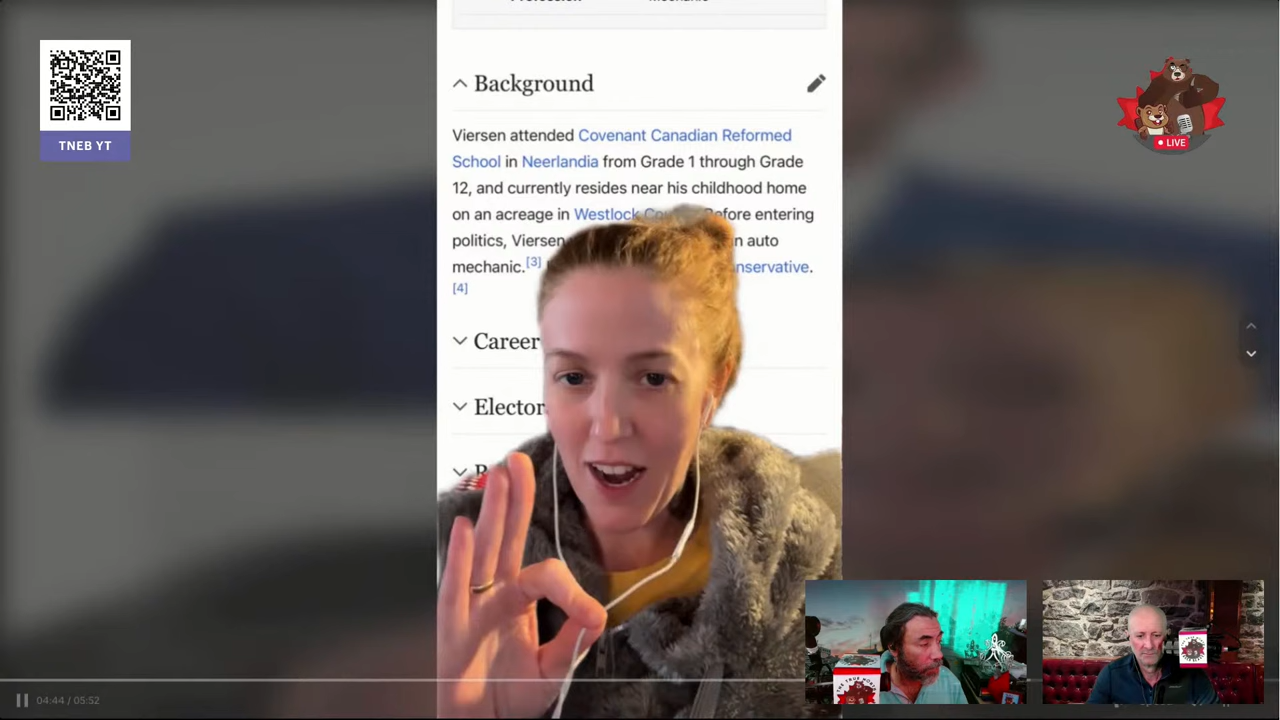 TNEB YT
LIVE
Background
Viersen attended Covenant Canadian Reformed
School in Neerlandia from Grade 1 through Grade
12, and currently resides near his childhood home
on an acreage in Westlock Before entering
politics, Viersen auto
mechanic.[3]
[4]
Career
04:44 / 05:52